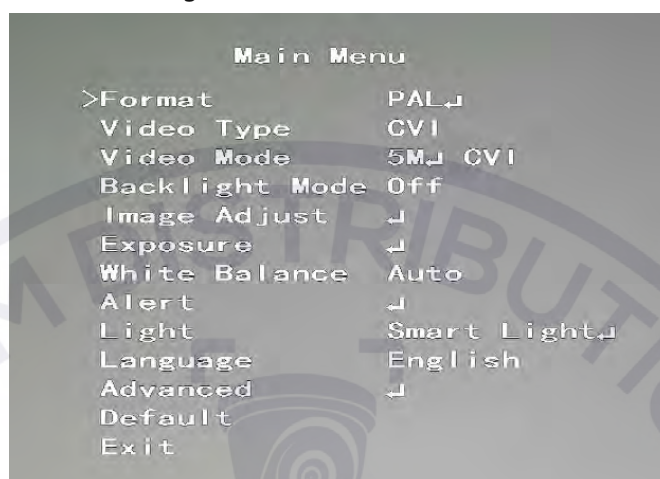 Main Menu
>Format PAL↵
Video Type CVI
Video Mode 5M↵ CVI
Backlight Mode Off
Image Adjust ↵
Exposure ↵
White Balance Auto
Alert ↵
Light Smart Light↵
Language English
Advanced ↵
Default
Exit